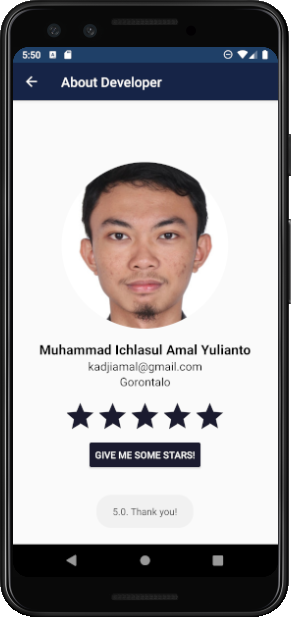 5:50
About Developer
Muhammad Ichlasul Amal Yulianto
kadjiamal@gmail.com
Gorontalo
GIVE ME SOME STARS!
5.0. Thank you!